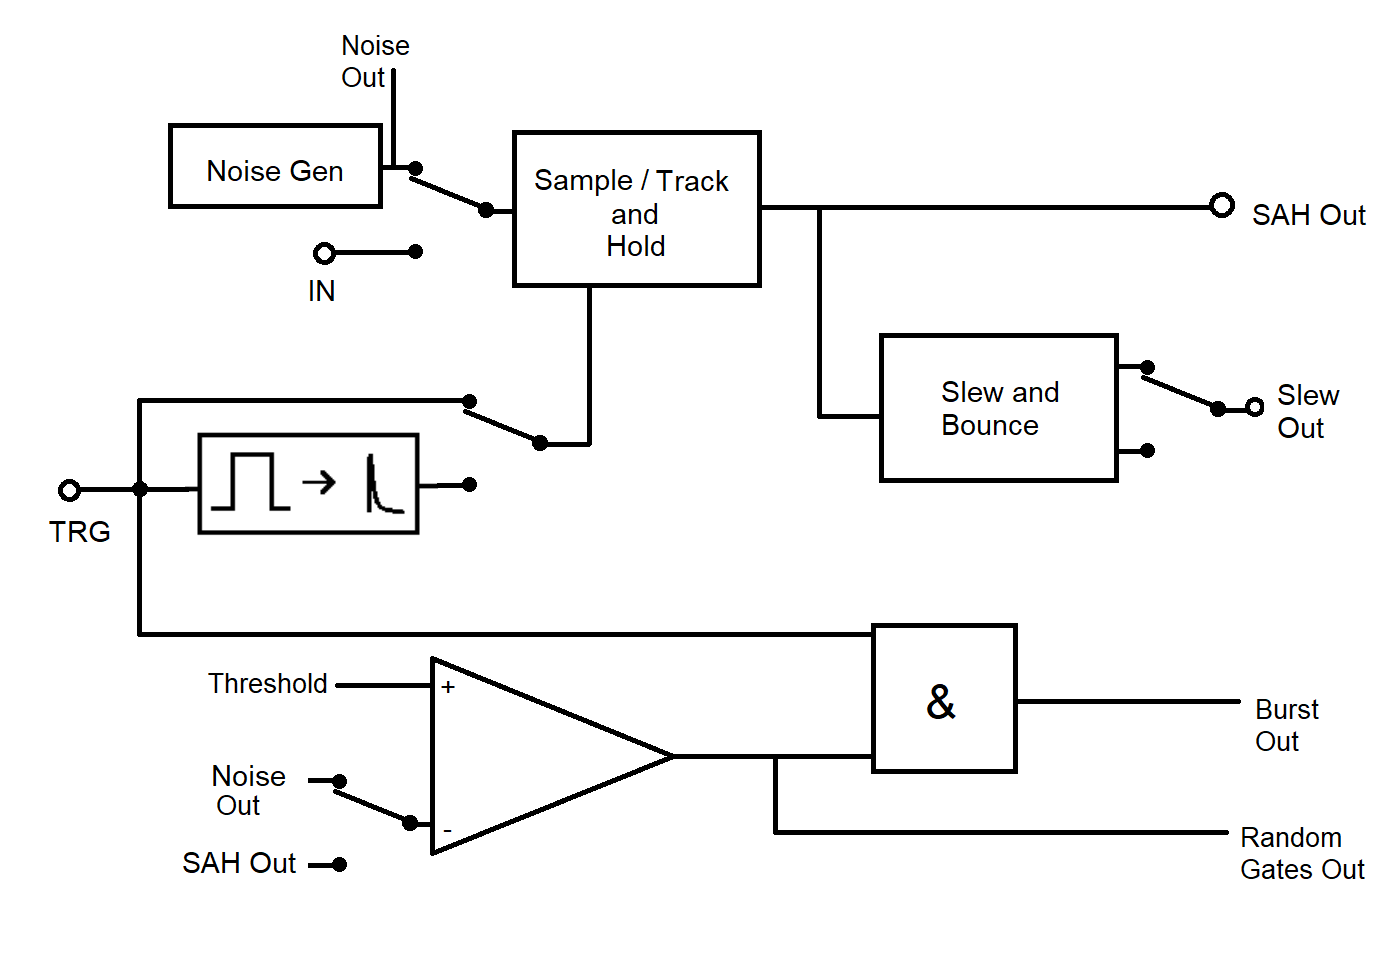 Noise
Out
Noise Gen
Sample / Track
and
Hold
SAH Out
IN
Slew and
Bounce
Slew
Out
TRG
Threshold
+
&
Burst
Out
Noise
Out
-
SAH Out
Random
Gates Out